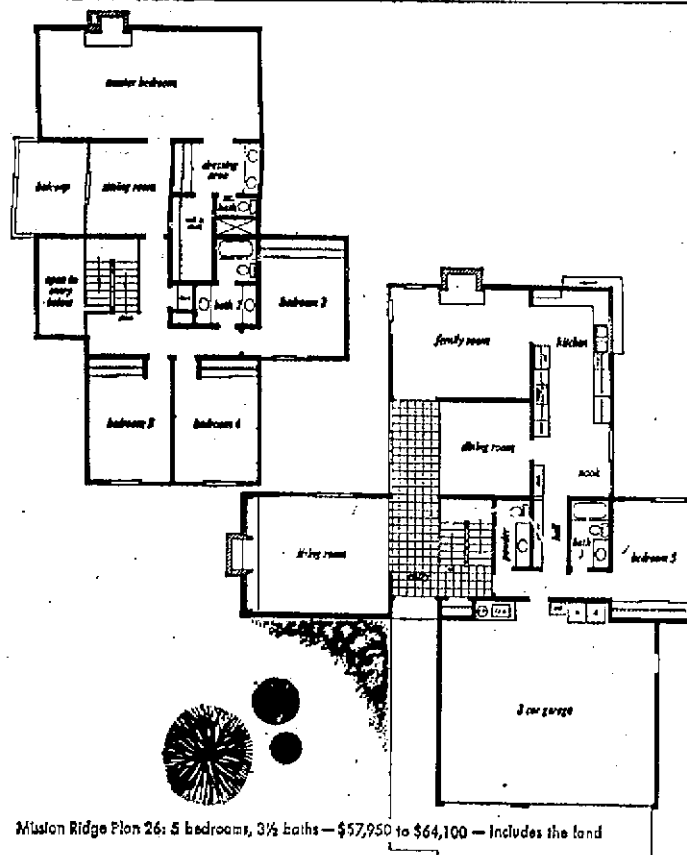 master bedroom
dressing area
balcony
sitting room
bath
open to entry below
bath 2
bedroom 2
bedroom 3
bedroom 4
family room
kitchen
dining room
nook
living room
entry
powder
hall
bath 3
bedroom 5
3 car garage
Mission Ridge Plan 26: 5 bedrooms, 3½ baths — $57,950 to $64,100 — Includes the land